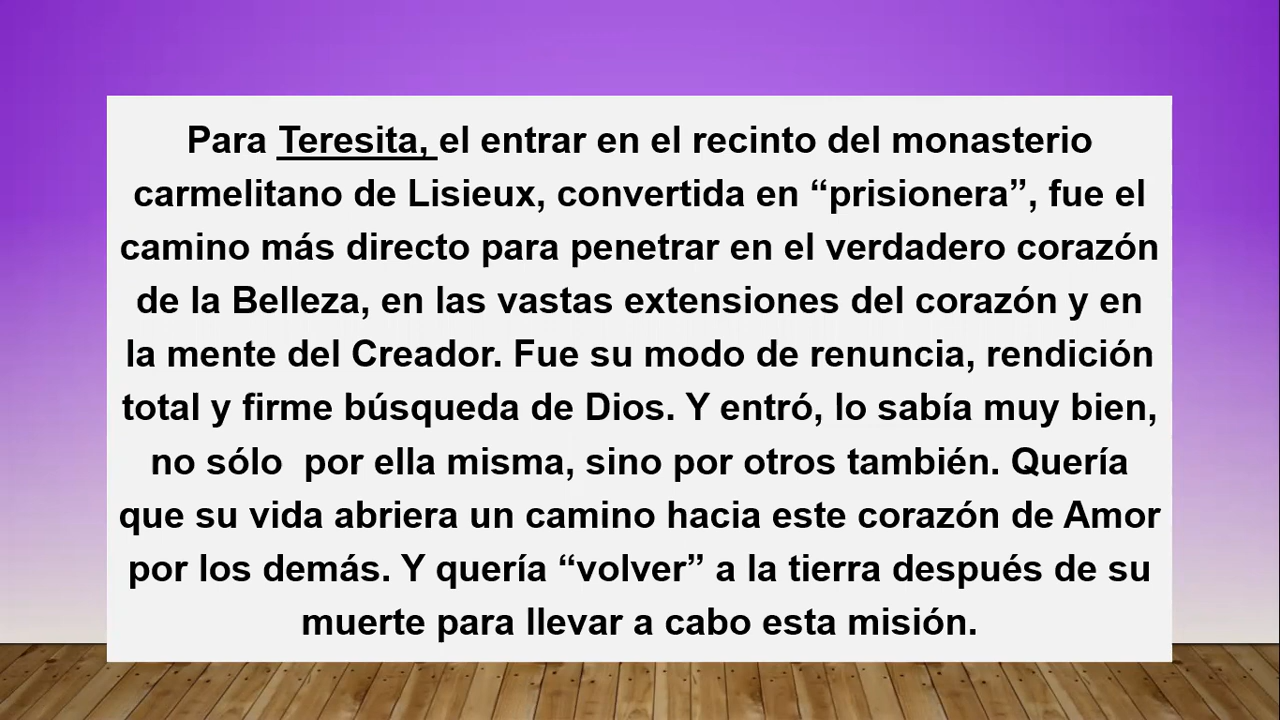 Para Teresita, el entrar en el recinto del monasterio
carmelitano de Lisieux, convertida en “prisionera”, fue el
camino más directo para penetrar en el verdadero corazón
de la Belleza, en las vastas extensiones del corazón y en
la mente del Creador. Fue su modo de renuncia, rendición
total y firme búsqueda de Dios. Y entró, lo sabía muy bien,
no sólo  por ella misma, sino por otros también. Quería
que su vida abriera un camino hacia este corazón de Amor
por los demás. Y quería “volver” a la tierra después de su
muerte para llevar a cabo esta misión.